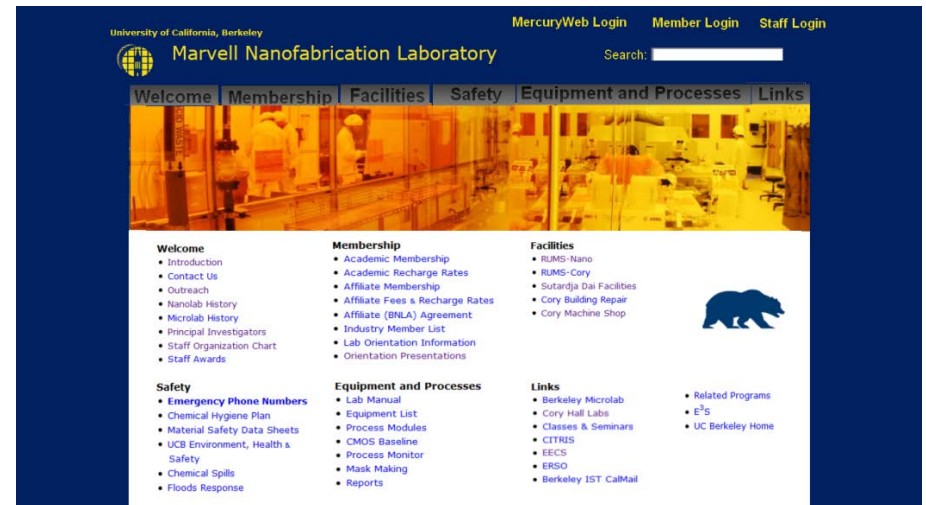 MercuryWeb Login Member Login Staff Login
University of California, Berkeley
Marvell Nanofabrication Laboratory
Search:
Welcome Membership Facilities Safety Equipment and Processes Links
Welcome
• Introduction
• Contact Us
• Outreach
• Nanolab History
• Microlab History
• Principal Investigators
• Staff Organization Chart
• Staff Awards
Membership
• Academic Membership
• Academic Recharge Rates
• Affiliate Membership
• Affiliate Fees & Recharge Rates
• Affiliate (BNLA) Agreement
• Industry Member List
• Lab Orientation Information
• Orientation Presentations
Facilities
• RUMS-Nano
• RUMS-Cory
• Sutardja Dai Facilities
• Cory Building Repair
• Cory Machine Shop
Safety
• Emergency Phone Numbers
• Chemical Hygiene Plan
• Material Safety Data Sheets
• UCB Environment, Health &
Safety
• Chemical Spills
• Floods Response
Equipment and Processes
• Lab Manual
• Equipment List
• Process Modules
• CMOS Baseline
• Process Monitor
• Mask Making
• Reports
Links
• Berkeley Microlab
• Cory Hall Labs
• Classes & Seminars
• CITRIS
• EECS
• ERSO
• Berkeley IST CalMail
• Related Programs
• E³S
• UC Berkeley Home